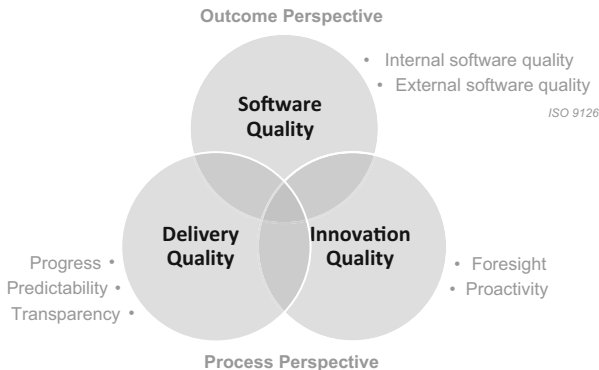 Outcome Perspective
• Internal software quality
• External software quality
ISO 9126
Software
Quality
Delivery
Quality
Innovation
Quality
Progress •
Predictability •
Transparency •
• Foresight
• Proactivity
Process Perspective